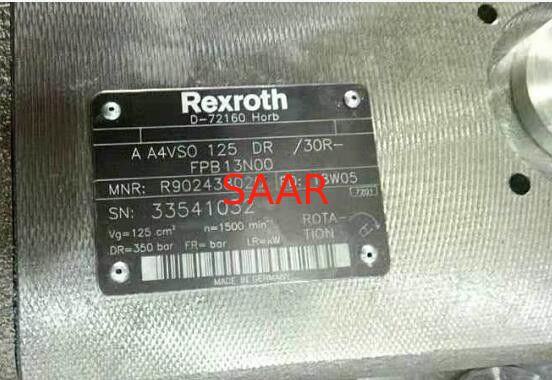 Rexroth
D-72160 Horb
A A4VSO 125 DR /30R-
FPB13N00
MNR:
SAAR
SN: 33541032
Vg=125 cm³ n=1500 min⁻¹ ROTA-
DR=350 bar FR= bar LR= kW TION
MADE IN GERMANY